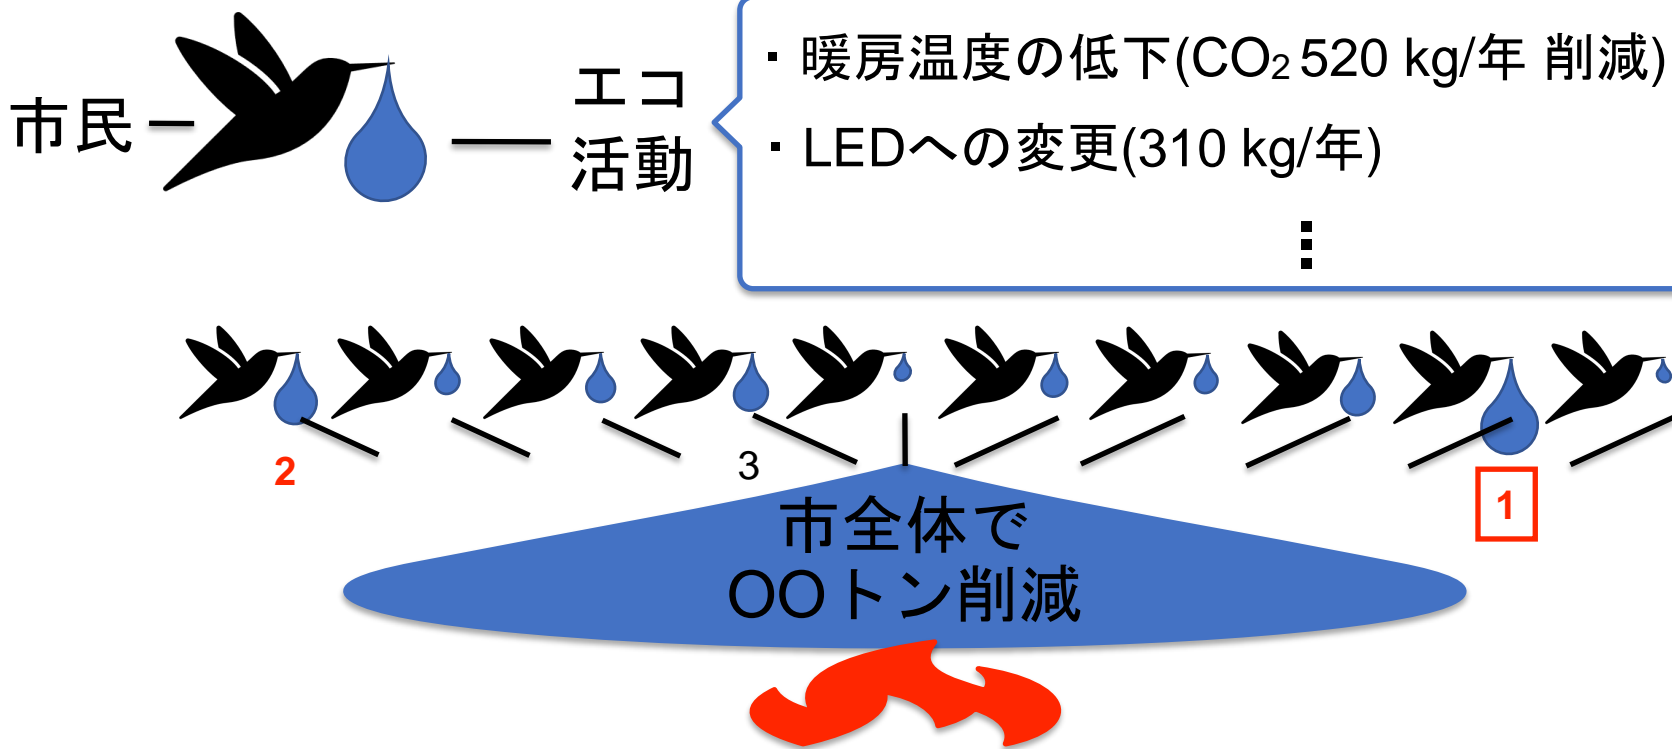 ・暖房温度の低下(CO₂ 520 kg/年 削減)
市民
エコ
活動
・LEDへの変更(310 kg/年)
2
3
1
市全体で
〇〇トン削減